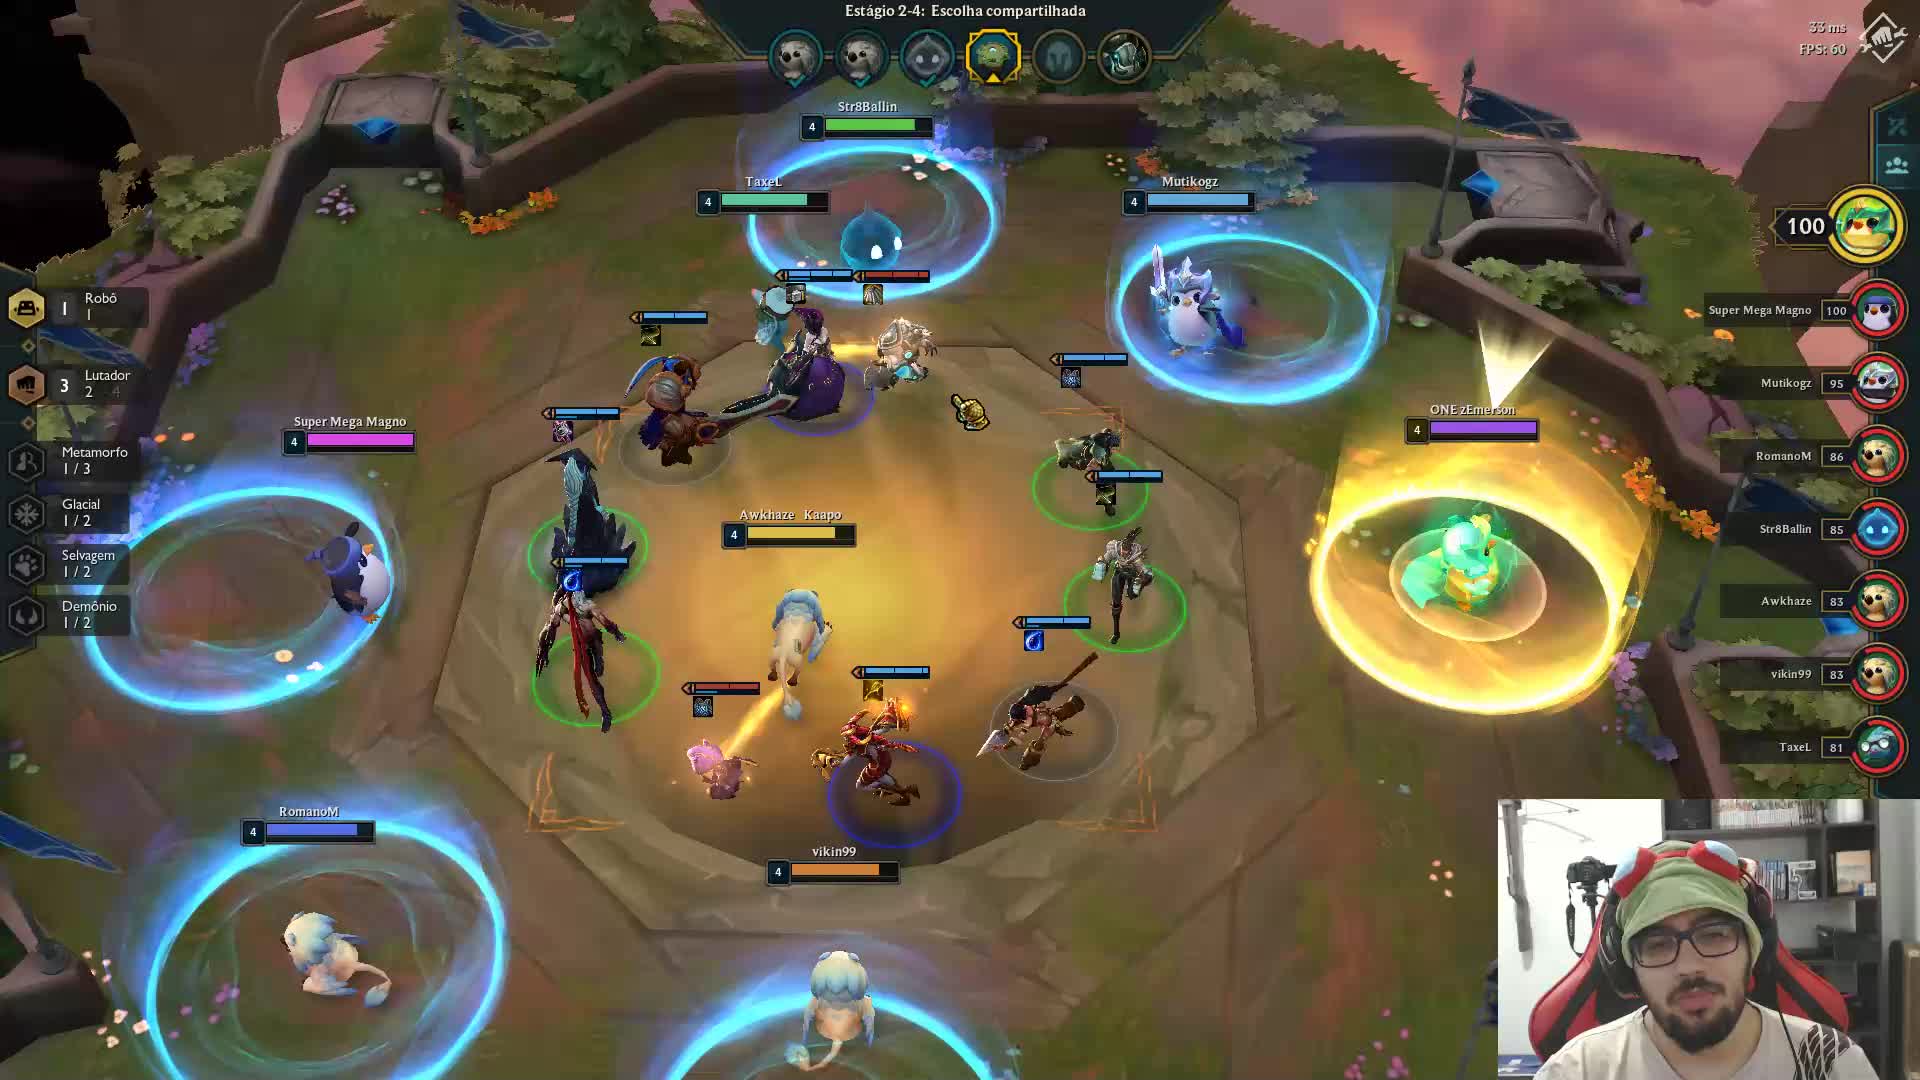 Estágio 2-4: Escolha compartilhada
33 ms
FPS: 60
Str8Ballin
4
TaxeL
4
Mutikogz
4
100
Robô
1
1
Super Mega Magno
100
Lutador
3
2 4
Mutikogz
95
ONE zEmerson
4
Super Mega Magno
4
Metamorfo
1 / 3
RomanoM
86
Glacial
1 / 2
Awkhaze Kaapo
4
Str8Ballin
85
Selvagem
1 / 2
Demônio
1 / 2
Awkhaze
83
vikin99
83
TaxeL
81
RomanoM
4
vikin99
4